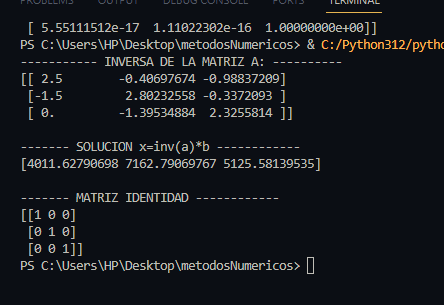 PROBLEMS OUTPUT DEBUG CONSOLE PORTS TERMINAL
[ 5.55111512e-17 1.11022302e-16 1.00000000e+00]]
PS C:\Users\HP\Desktop\metodosNumericos> & C:/Python312/pytho
----------- INVERSA DE LA MATRIZ A: -----------
[[ 2.5 -0.40697674 -0.98837209]
[-1.5 2.80232558 -0.3372093 ]
[ 0. -1.39534884 2.3255814 ]]
------- SOLUCION x=inv(a)*b ------------
[4011.62790698 7162.79069767 5125.58139535]
------- MATRIZ IDENTIDAD ------------
[[1 0 0]
[0 1 0]
[0 0 1]]
PS C:\Users\HP\Desktop\metodosNumericos>